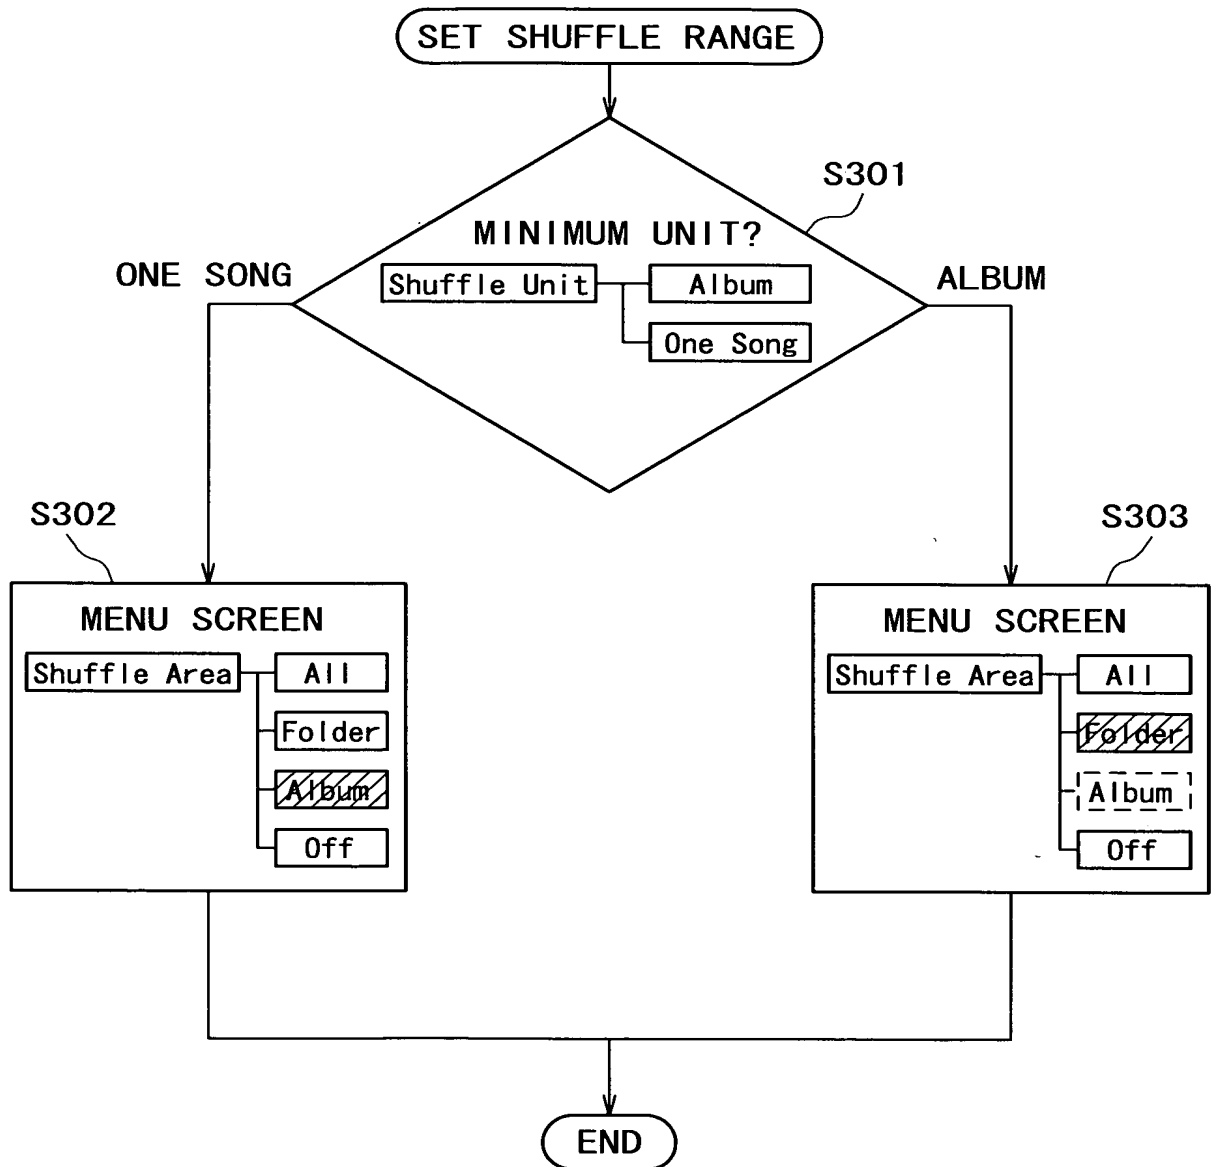 SET SHUFFLE RANGE
S301
MINIMUM UNIT?
ONE SONG
ALBUM
Shuffle Unit
Album
One Song
S302
S303
MENU SCREEN
Shuffle Area
All
Folder
Album
Off
MENU SCREEN
Shuffle Area
All
Folder
Album
Off
END